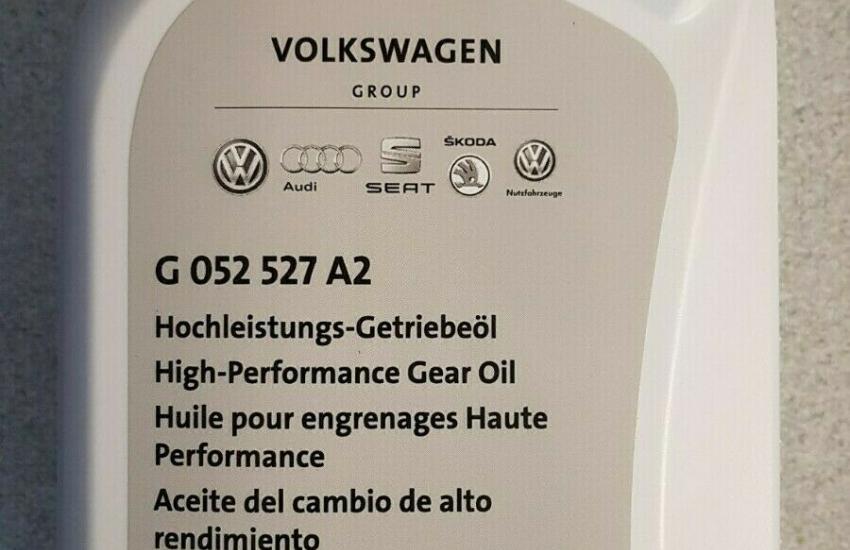 VOLKSWAGEN
GROUP
Audi
SEAT
ŠKODA
Nutzfahrzeuge
G 052 527 A2
Hochleistungs-Getriebeöl
High-Performance Gear Oil
Huile pour engrenages Haute
Performance
Aceite del cambio de alto
rendimiento